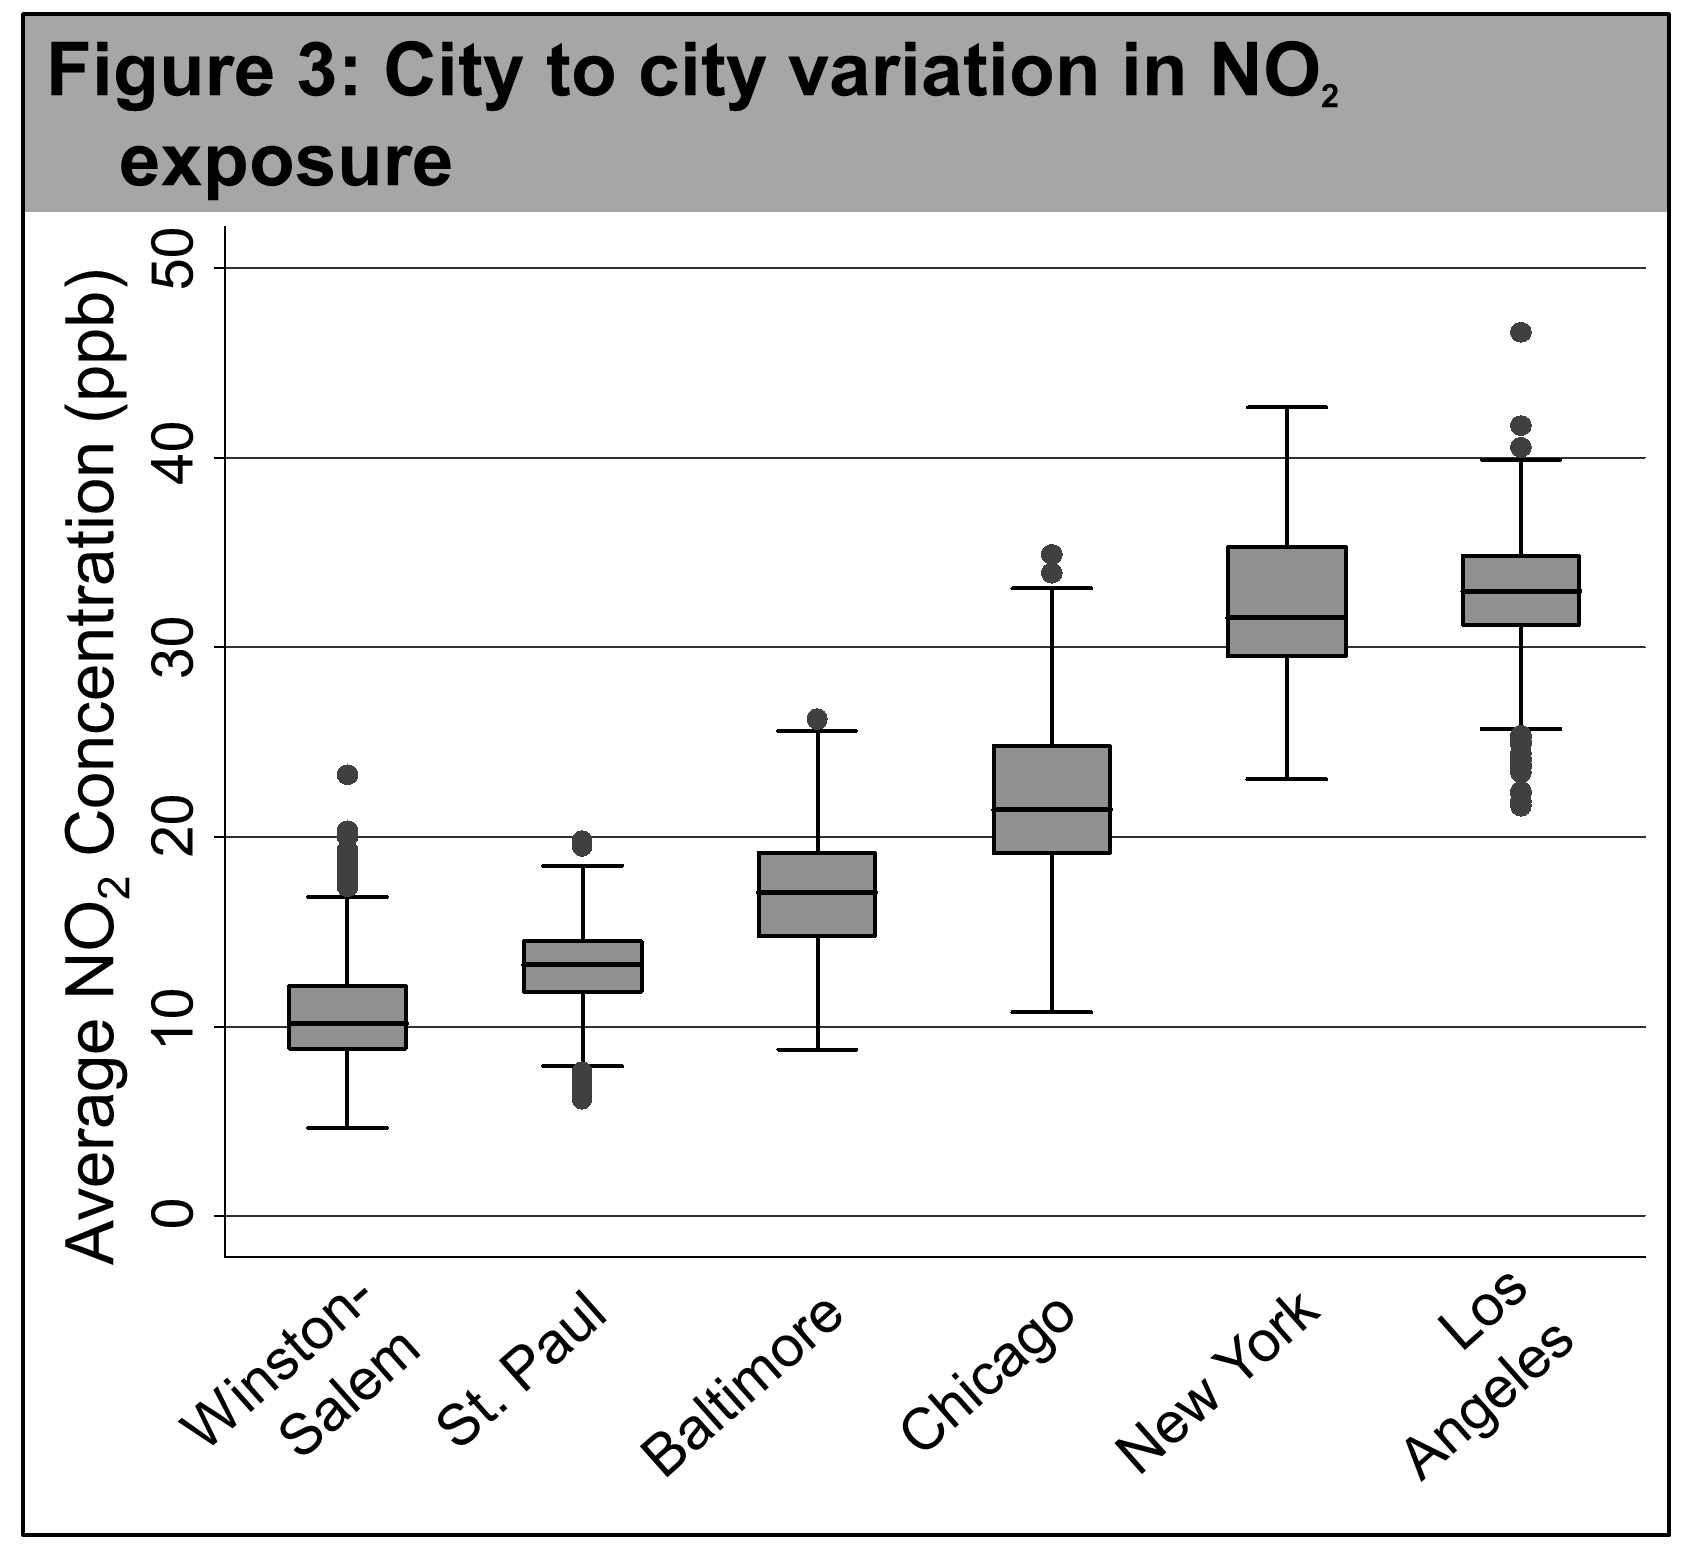 Figure 3: City to city variation in NO₂
exposure
Average NO₂ Concentration (ppb)
50
40
30
20
10
0
Winston-
Salem
St. Paul
Baltimore
Chicago
New York
Los
Angeles